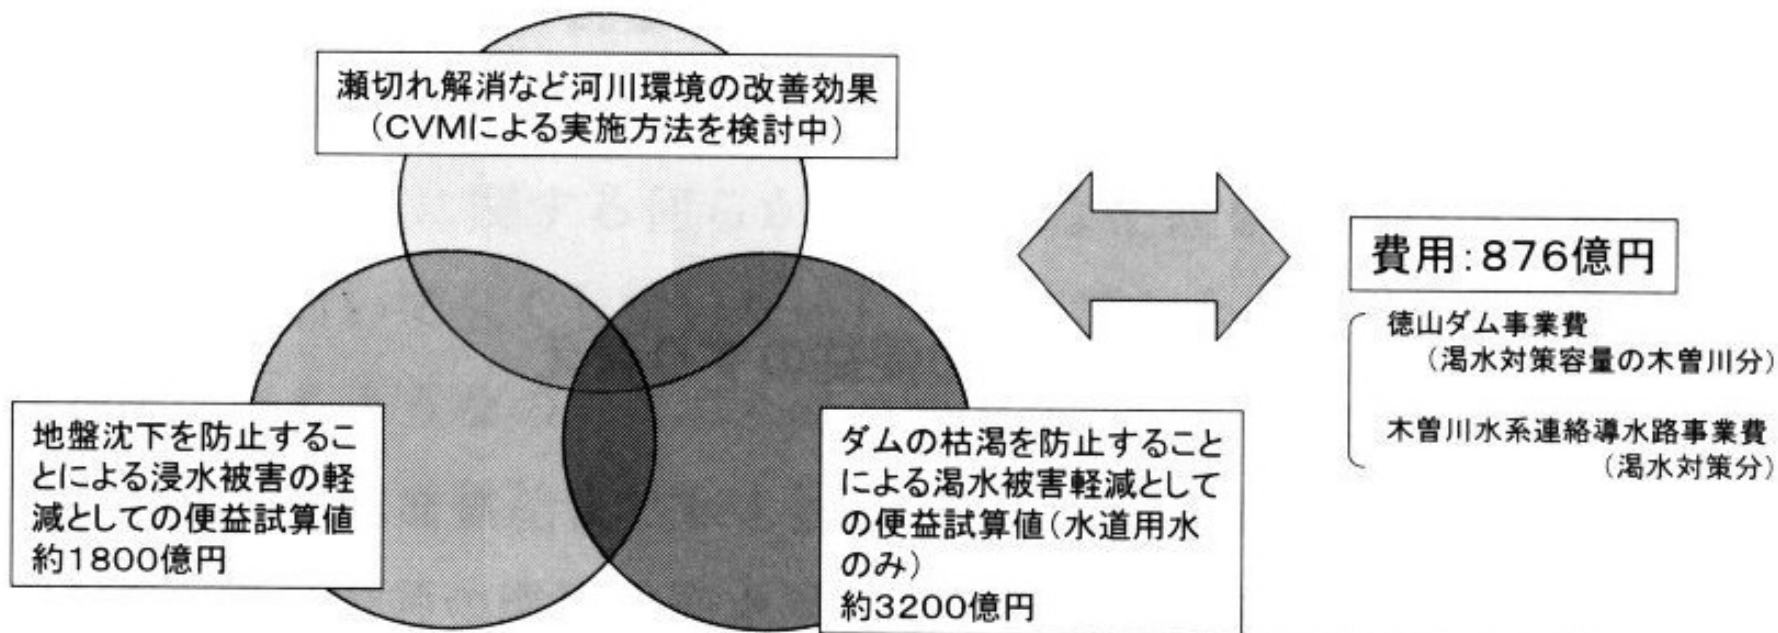 瀬切れ解消など河川環境の改善効果
（CVMによる実施方法を検討中）
費用：876億円
徳山ダム事業費
（渇水対策容量の木曽川分）
木曽川水系連絡導水路事業費
（渇水対策分）
地盤沈下を防止するこ
とによる浸水被害の軽
減としての便益試算値
約1800億円
ダムの枯渇を防止すること
による渇水被害軽減として
の便益試算値（水道用水
のみ）
約3200億円